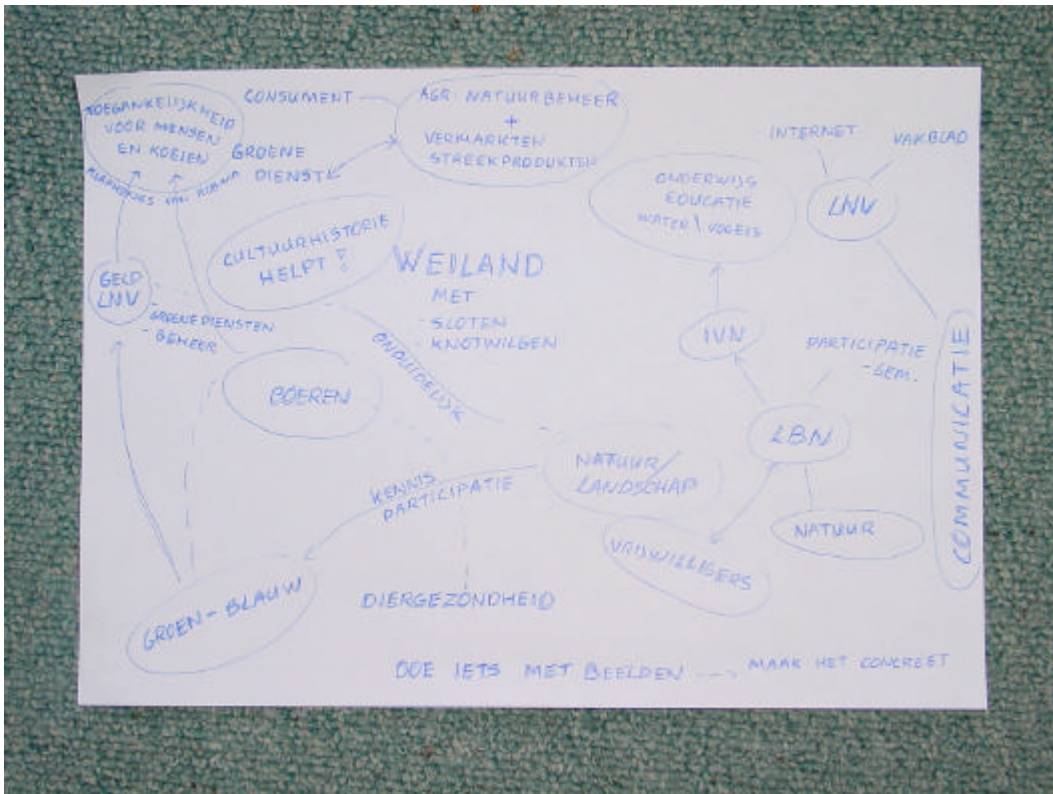 TOEGANKELIJKHEID
VOOR MENSEN
EN KOEIEN
CONSUMENT
GROENE
DIENST
AGR. NATUURBEHEER
+
VERMARKTEN
STREEKPRODUKTEN
INTERNET
VAKBLAD
LNV
ONDERWIJS
EDUCATIE
WATER \ VOGELS
CULTUURHISTORIE
HELPT !
WEILAND
MET
- SLOTEN
- KNOTWILGEN
GELD
LNV
- GROENE DIENSTEN
- BEHEER
ONDUIDELIJK
IVN
PARTICIPATIE
- GEM.
BOEREN
LBN
COMMUNICATIE
NATUUR/
LANDSCHAP
KENNIS
PARTICIPATIE
NATUUR
VRIJWILLIGERS
GROEN - BLAUW
DIERGEZONDHEID
DOE IETS MET BEELDEN ---> MAAK HET CONCREET